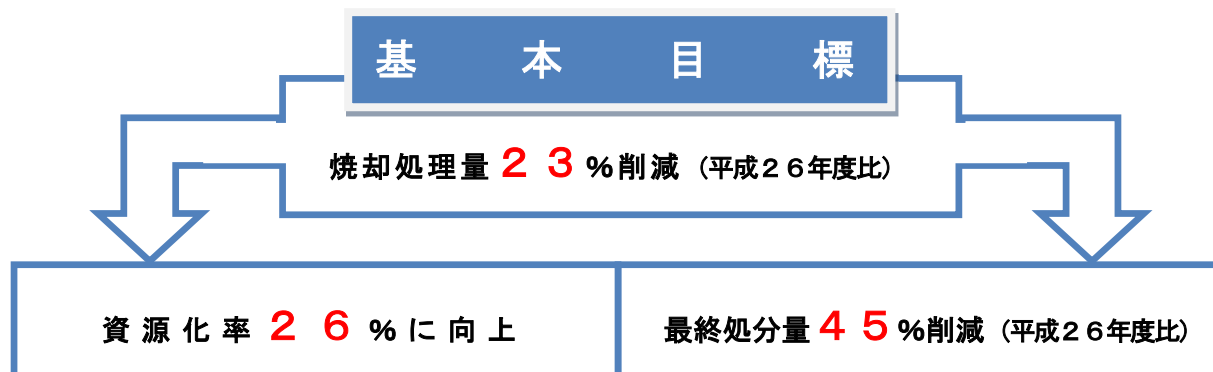 基本目標
焼却処理量２３%削減（平成２６年度比）
資源化率２６%に向上
最終処分量４５%削減（平成２６年度比）